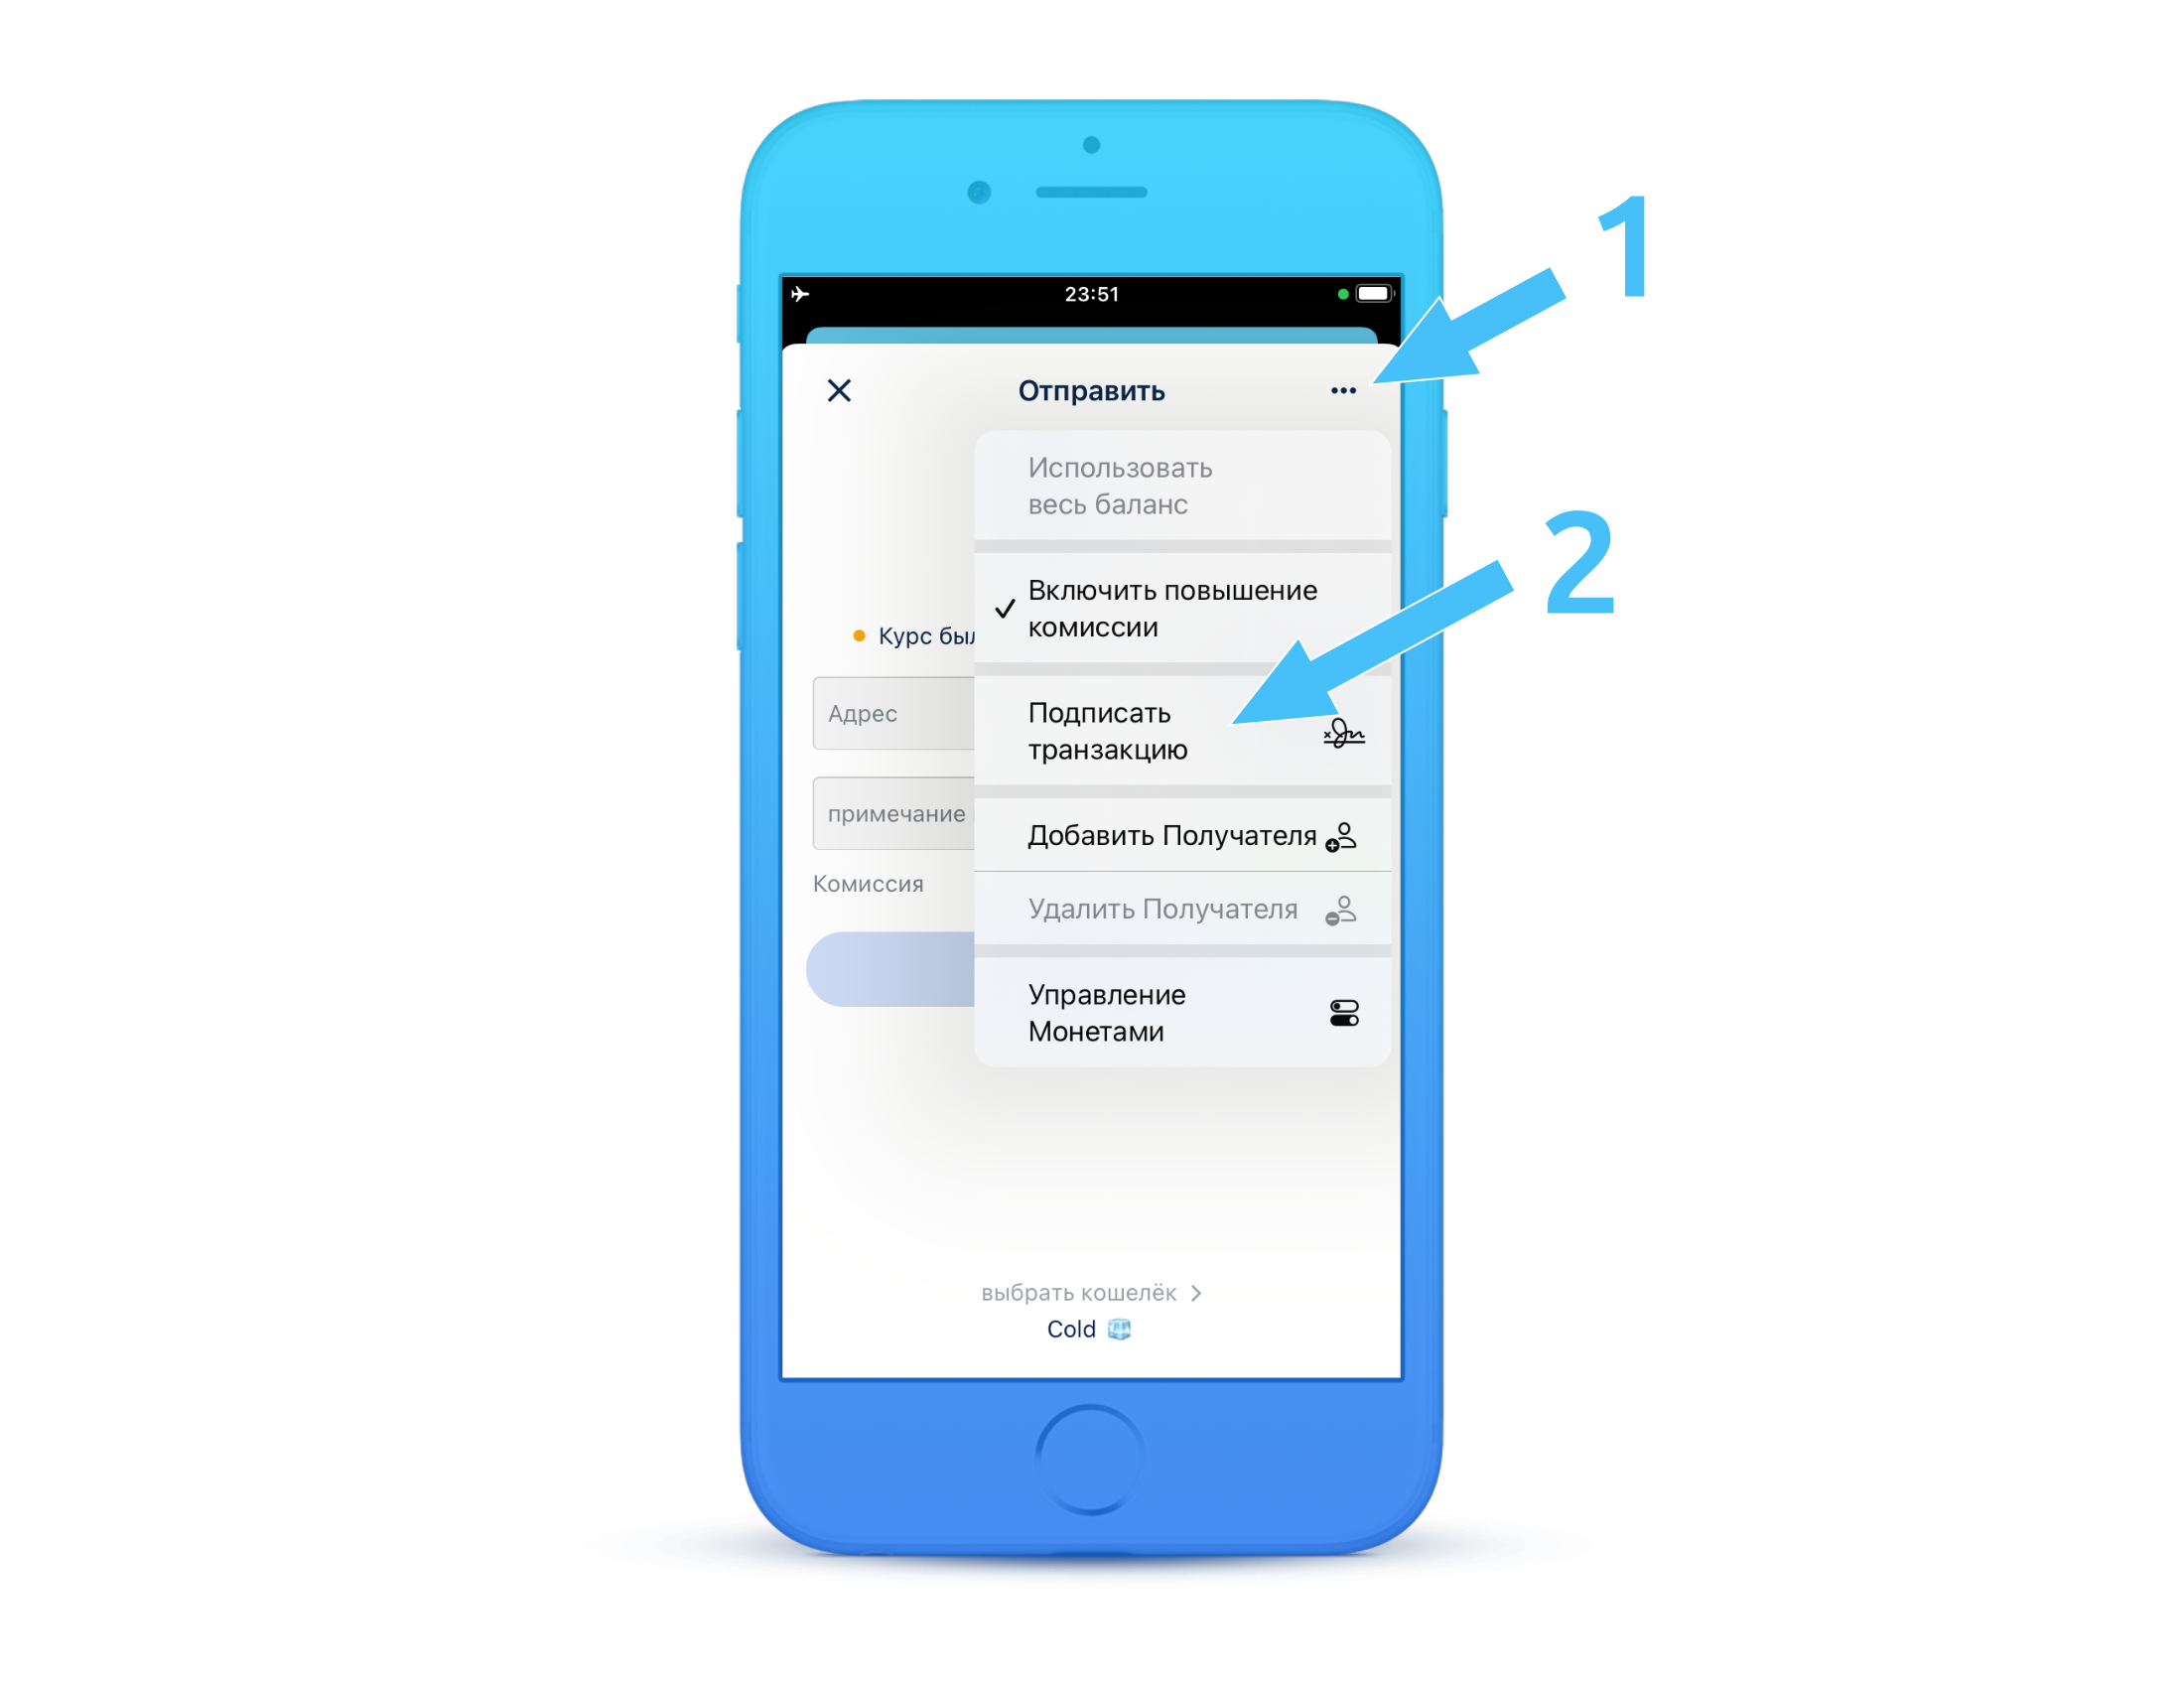 1
23:51
Отправить
Использовать
весь баланс
2
Включить повышение
комиссии
Курс был
Подписать
транзакцию
Адрес
примечание
Добавить Получателя
Комиссия
Удалить Получателя
Управление
Монетами
выбрать кошелёк
Cold